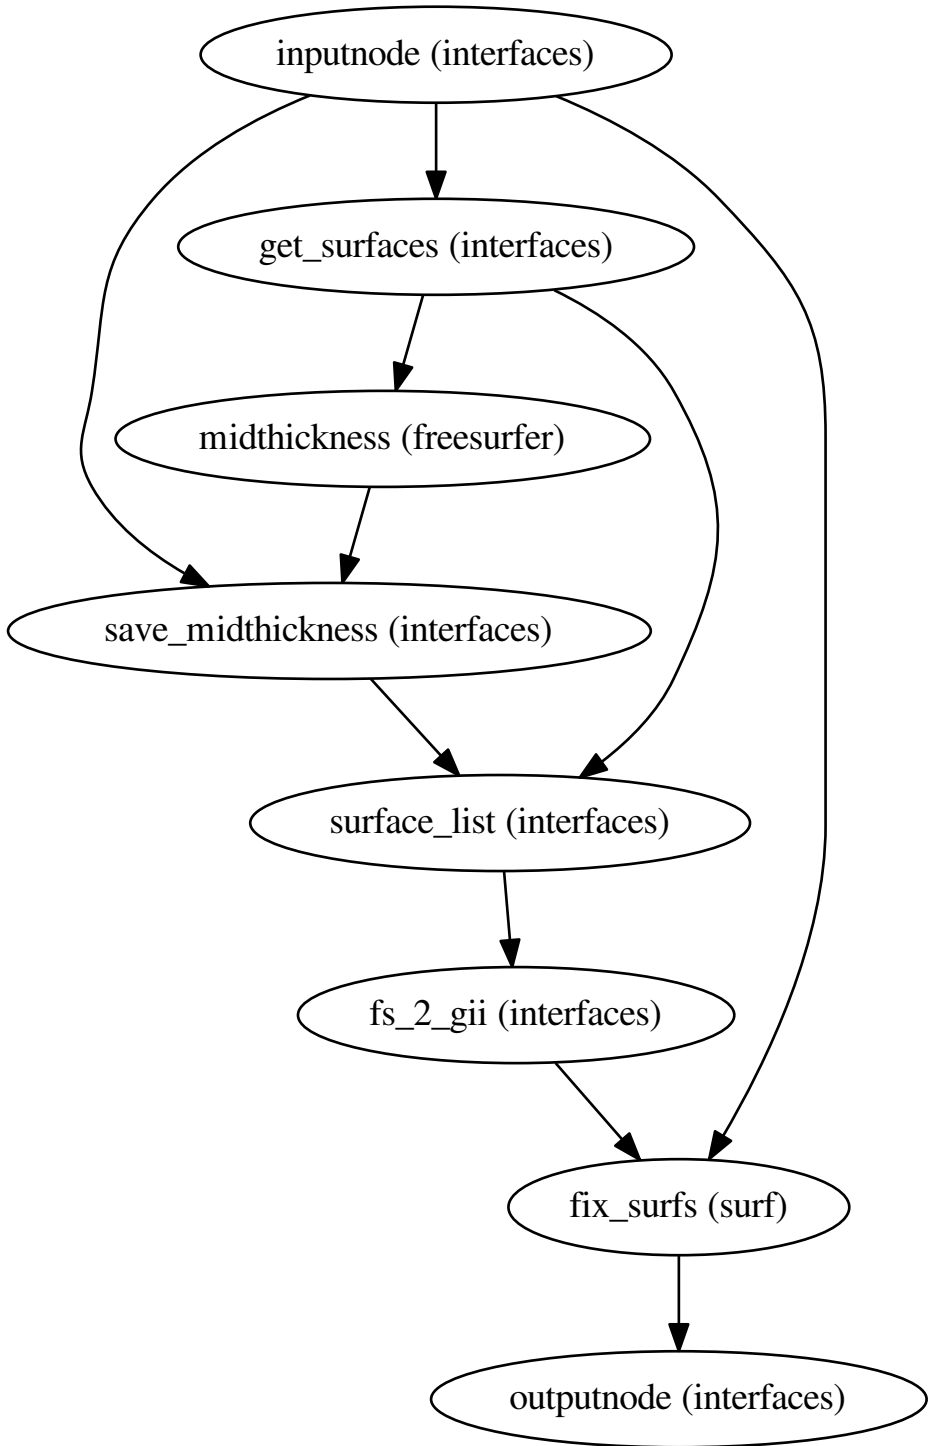 inputnode (interfaces)
get_surfaces (interfaces)
midthickness (freesurfer)
save_midthickness (interfaces)
surface_list (interfaces)
fs_2_gii (interfaces)
fix_surfs (surf)
outputnode (interfaces)